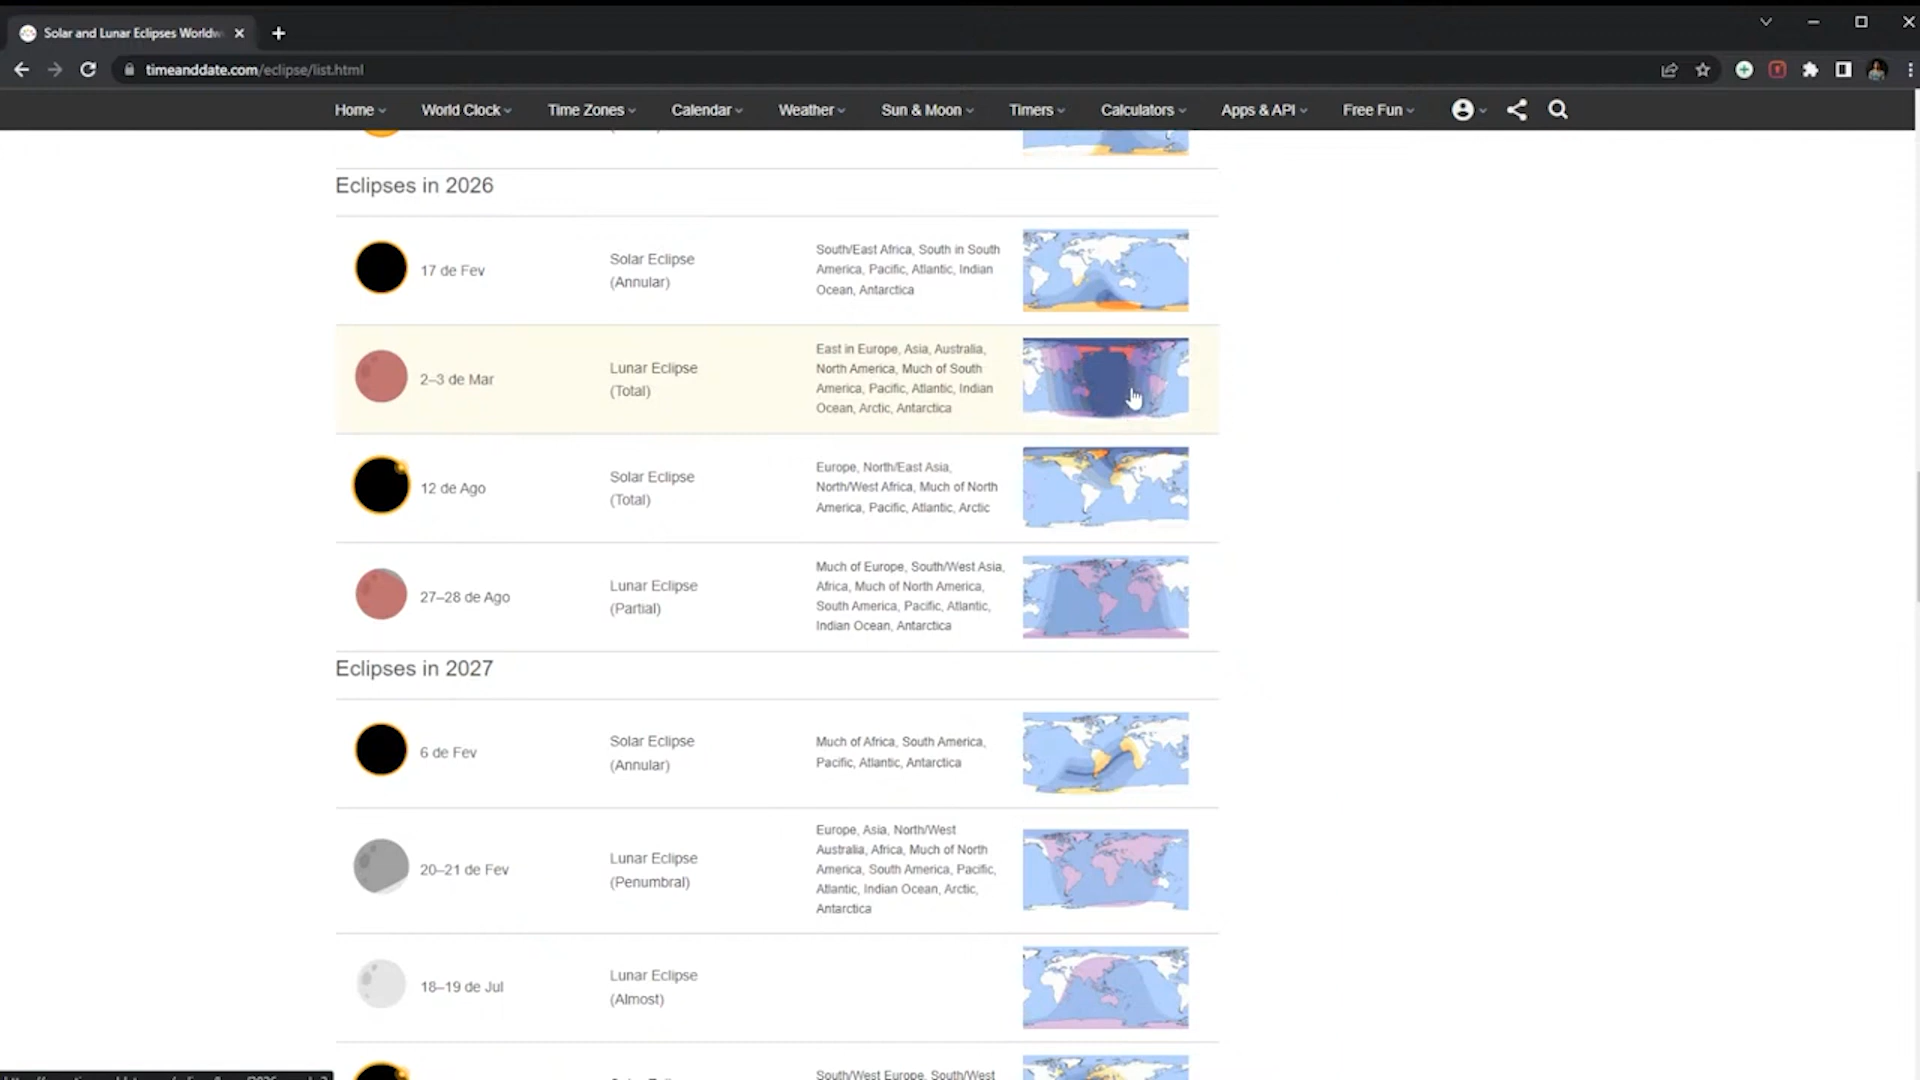 Solar and Lunar Eclipses Worldw
timeanddate.com/eclipse/list.html
Home World Clock Time Zones Calendar Weather Sun & Moon Timers Calculators Apps & API Free Fun
Eclipses in 2026
17 de Fev
Solar Eclipse
(Annular)
South/East Africa, South in South
America, Pacific, Atlantic, Indian
Ocean, Antarctica
2–3 de Mar
Lunar Eclipse
(Total)
East in Europe, Asia, Australia,
North America, Much of South
America, Pacific, Atlantic, Indian
Ocean, Arctic, Antarctica
12 de Ago
Solar Eclipse
(Total)
Europe, North/East Asia,
North/West Africa, Much of North
America, Pacific, Atlantic, Arctic
27–28 de Ago
Lunar Eclipse
(Partial)
Much of Europe, South/West Asia,
Africa, Much of North America,
South America, Pacific, Atlantic,
Indian Ocean, Antarctica
Eclipses in 2027
6 de Fev
Solar Eclipse
(Annular)
Much of Africa, South America,
Pacific, Atlantic, Antarctica
20–21 de Fev
Lunar Eclipse
(Penumbral)
Europe, Asia, North/West
Australia, Africa, Much of North
America, South America, Pacific,
Atlantic, Indian Ocean, Arctic,
Antarctica
18–19 de Jul
Lunar Eclipse
(Almost)
South/West Europe, South/West